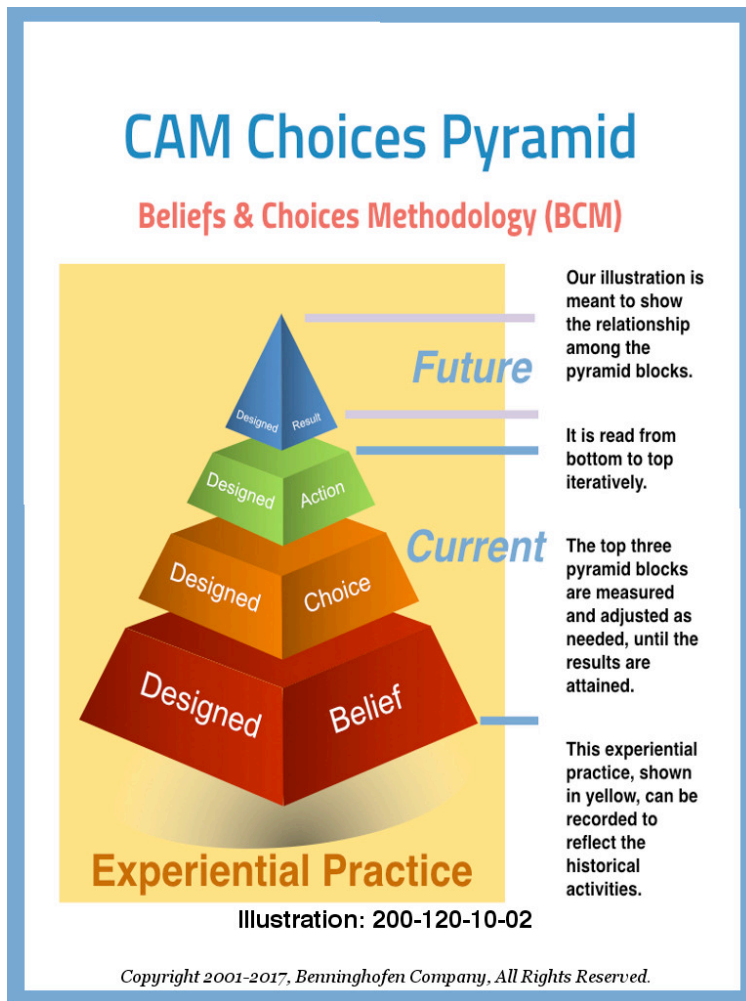 CAM Choices Pyramid
Beliefs & Choices Methodology (BCM)
Our illustration is
meant to show
the relationship
among the
pyramid blocks.
Future
Designed Result
It is read from
bottom to top
iteratively.
Designed Action
Current
The top three
pyramid blocks
are measured
and adjusted as
needed, until the
results are
attained.
Designed Choice
Designed Belief
This experiential
practice, shown
in yellow, can be
recorded to
reflect the
historical
activities.
Experiential Practice
Illustration: 200-120-10-02
Copyright 2001-2017, Benninghofen Company, All Rights Reserved.